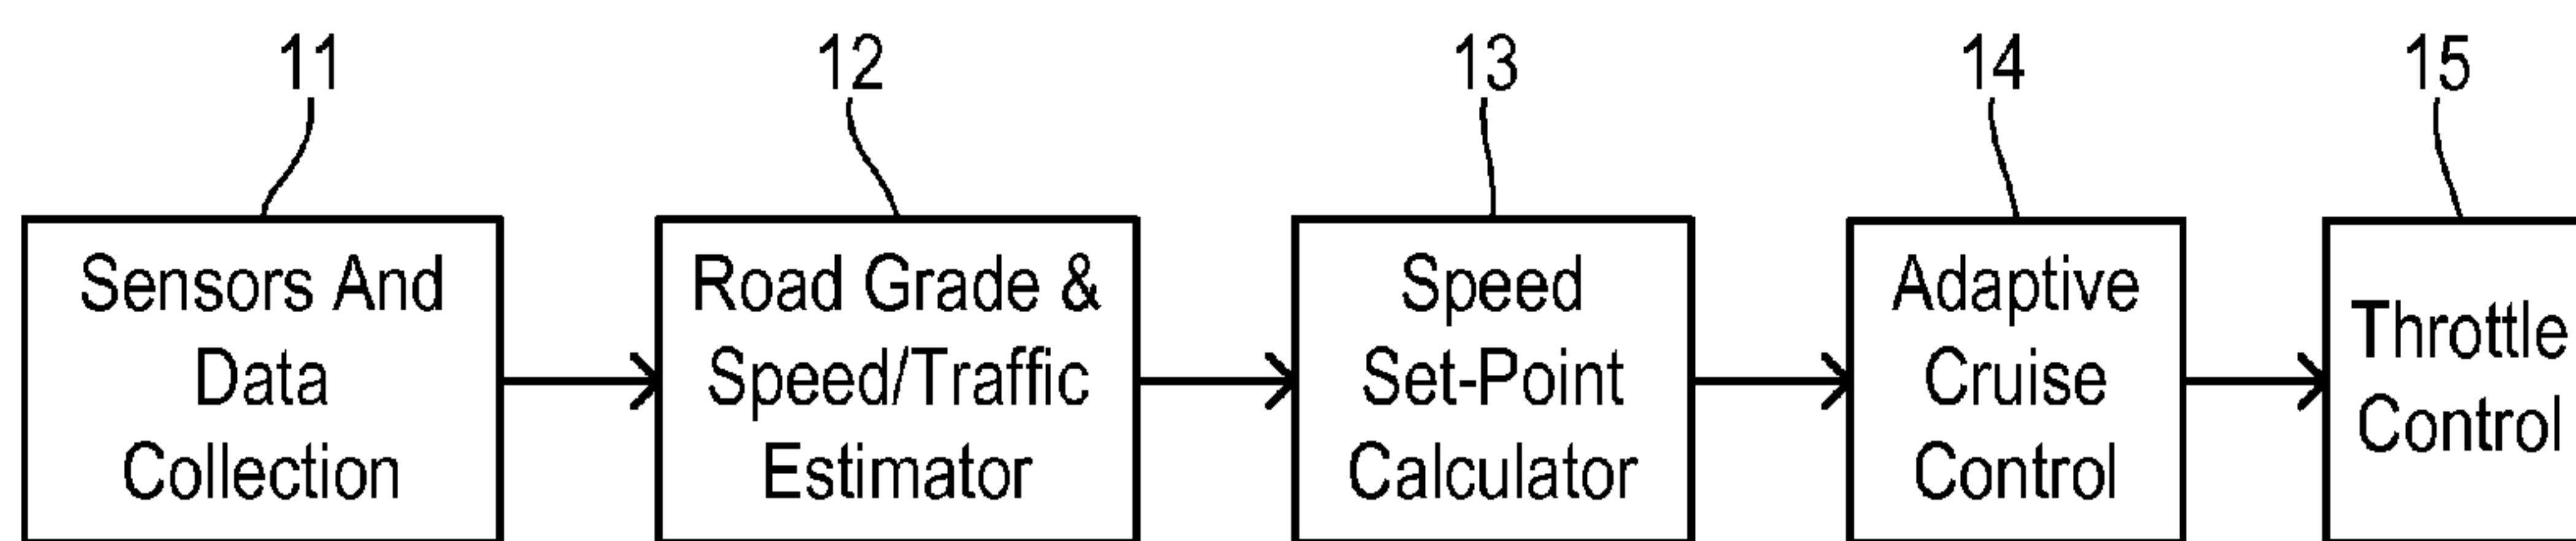 11
12
13
14
15
Sensors And
Data
Collection
Road Grade &
Speed/Traffic
Estimator
Speed
Set-Point
Calculator
Adaptive
Cruise
Control
Throttle
Control